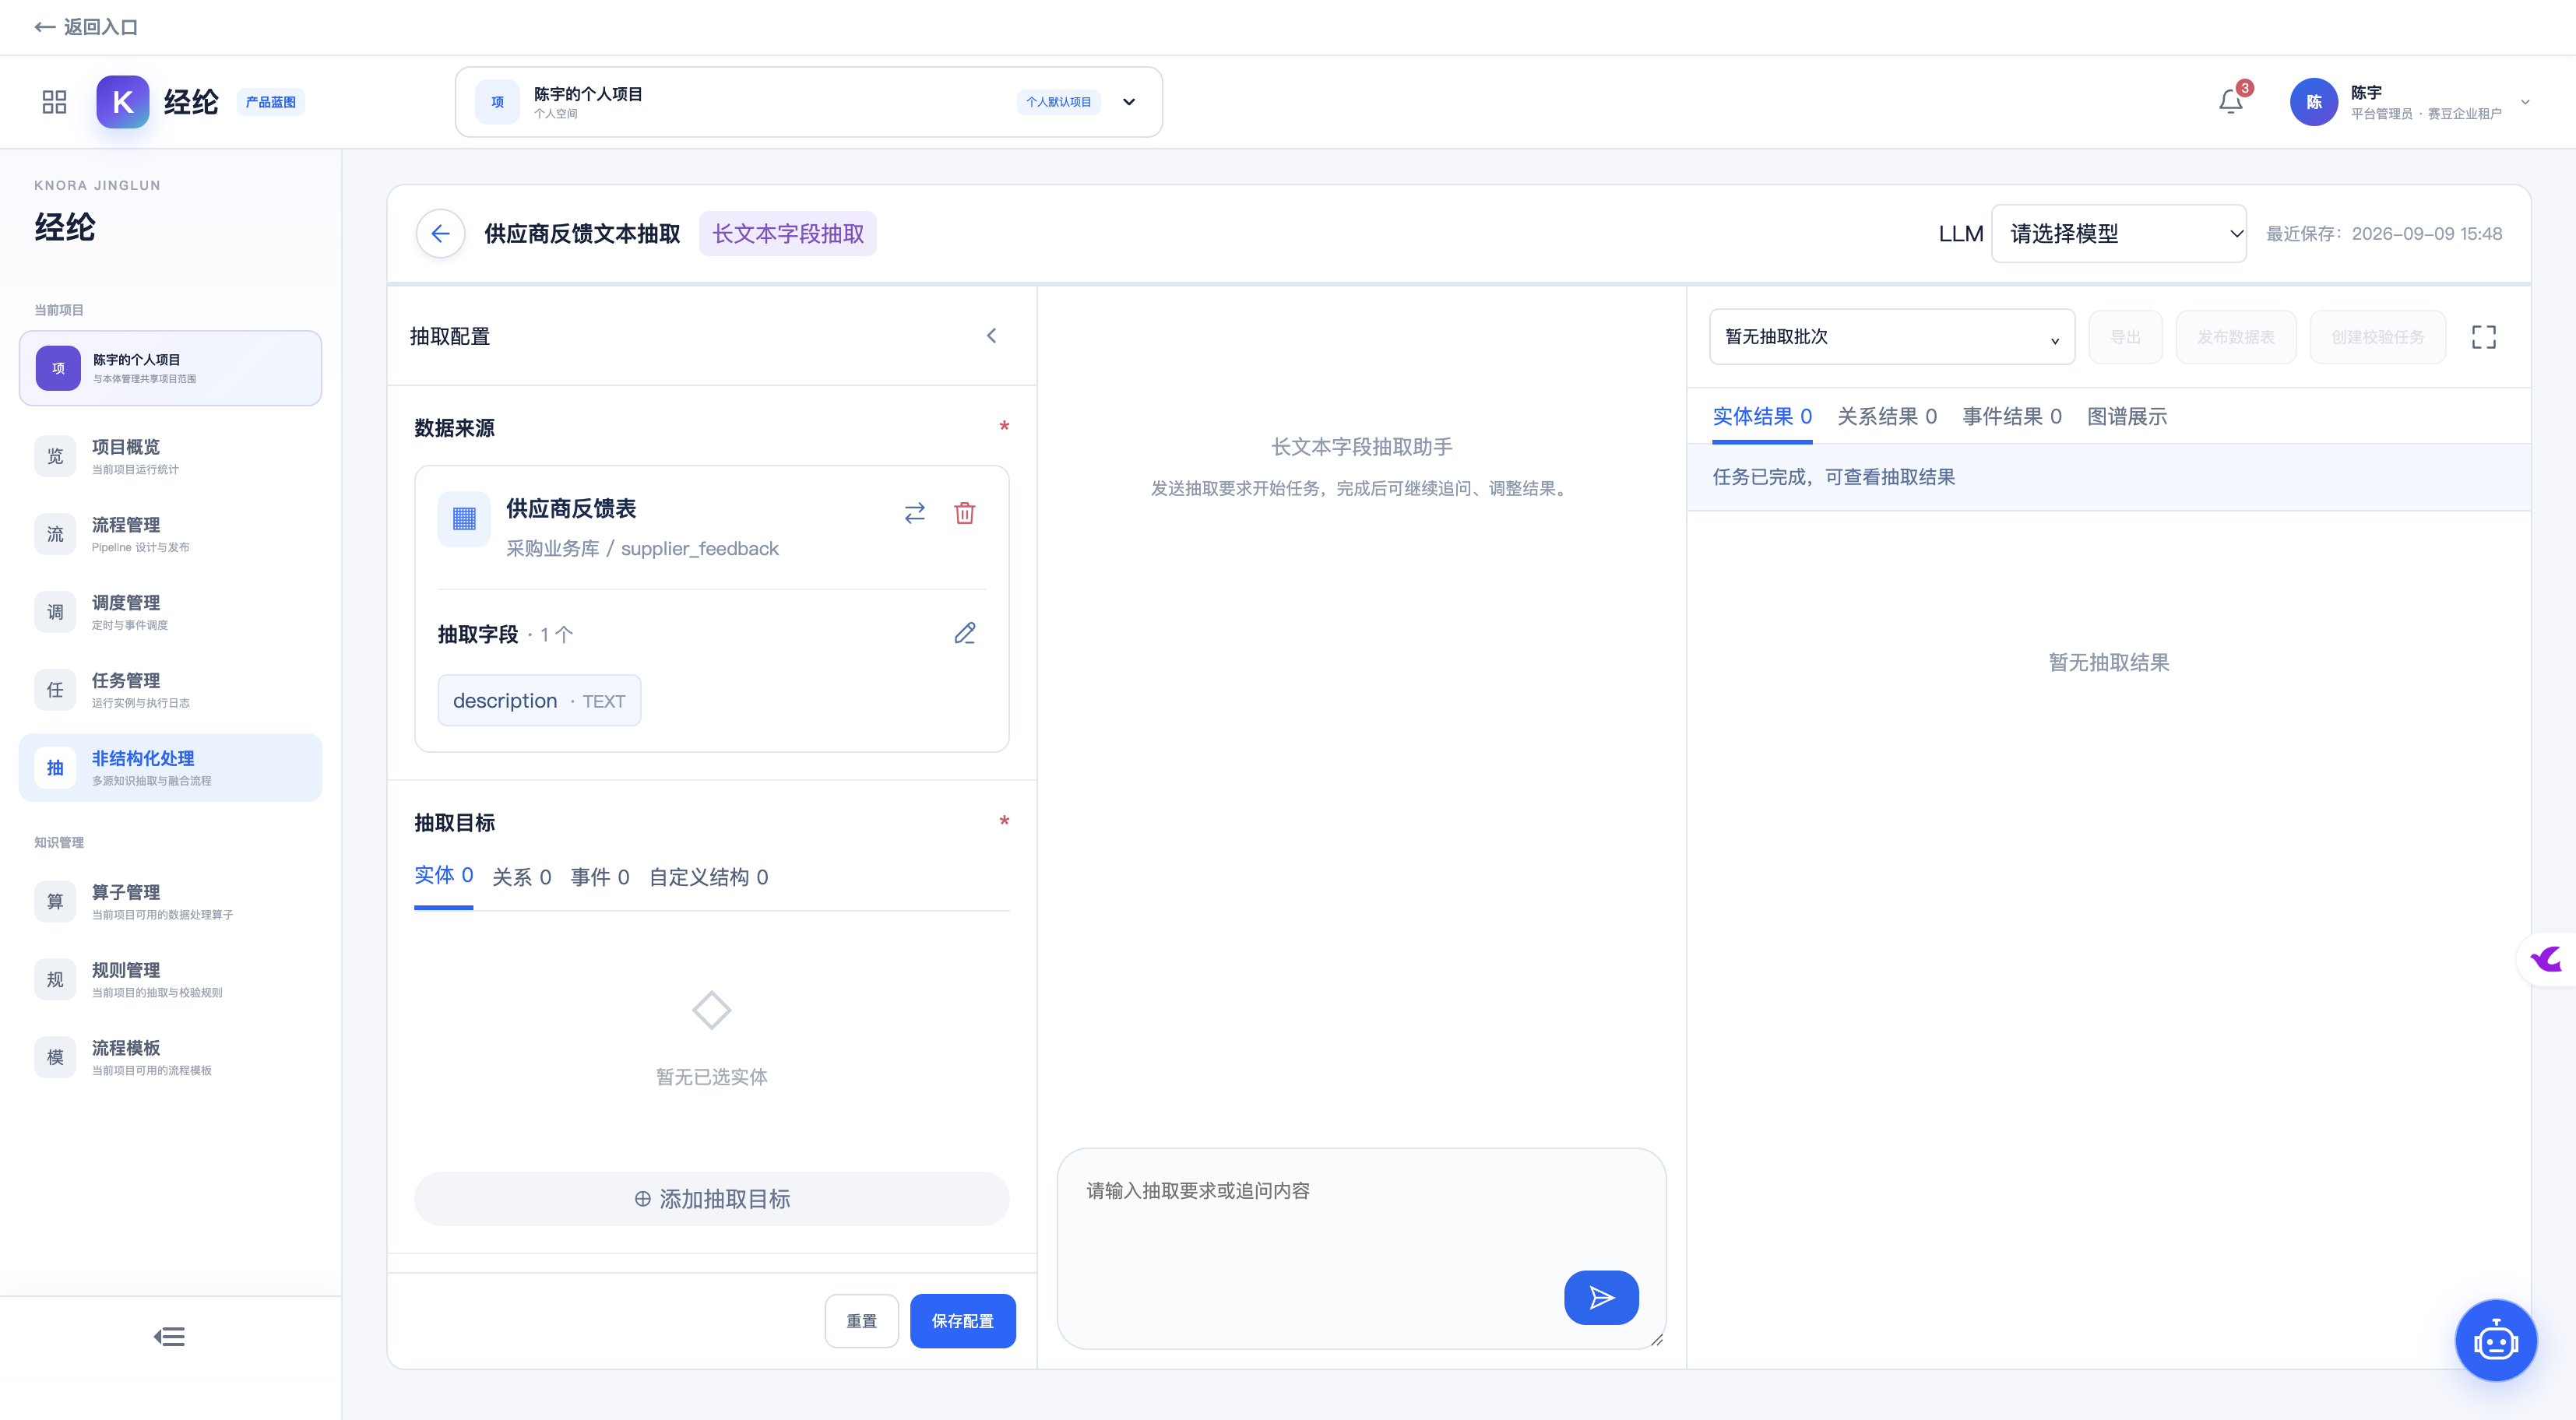 ← 返回入口
K 经纶 产品蓝图
项 陈宇的个人项目 个人默认项目
个人空间
3
陈 陈宇
平台管理员 · 赛豆企业租户
KNORA JINGLUN
经纶
当前项目
项 陈宇的个人项目
与本体管理共享项目范围
览 项目概览
当前项目运行统计
流 流程管理
Pipeline 设计与发布
调 调度管理
定时与事件调度
任 任务管理
运行实例与执行日志
抽 非结构化处理
多源知识抽取与融合流程
知识管理
算 算子管理
当前项目可用的数据处理算子
规 规则管理
当前项目的抽取与校验规则
模 流程模板
当前项目可用的流程模板
供应商反馈文本抽取 长文本字段抽取
LLM 请选择模型 最近保存：2026-09-09 15:48
抽取配置
数据来源 *
供应商反馈表
采购业务库 / supplier_feedback
抽取字段 · 1 个
description · TEXT
抽取目标 *
实体 0 关系 0 事件 0 自定义结构 0
暂无已选实体
⊕ 添加抽取目标
重置 保存配置
长文本字段抽取助手
发送抽取要求开始任务，完成后可继续追问、调整结果。
请输入抽取要求或追问内容
暂无抽取批次 导出 发布数据表 创建校验任务
实体结果 0 关系结果 0 事件结果 0 图谱展示
任务已完成，可查看抽取结果
暂无抽取结果